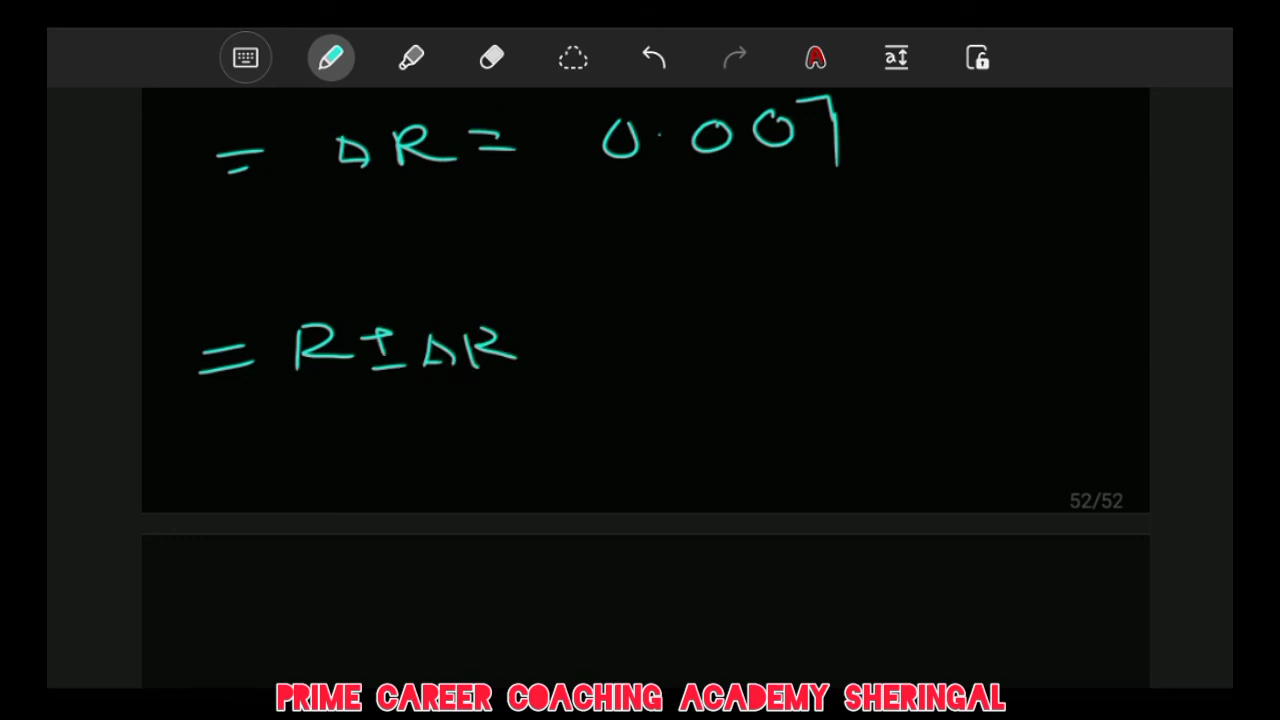 = ΔR = 0.007
= R ± ΔR
52/52
PRIME CAREER COACHING ACADEMY SHERINGAL